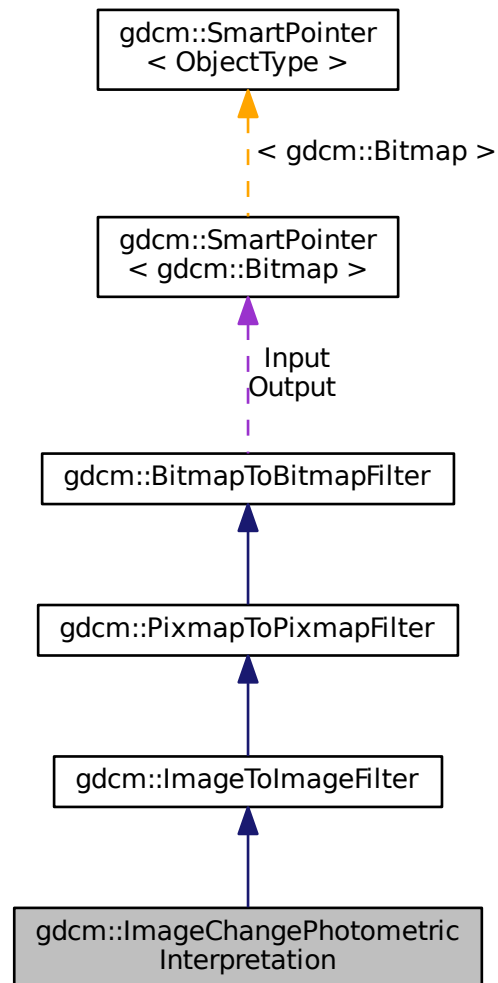 gdcm::SmartPointer
< ObjectType >
< gdcm::Bitmap >
gdcm::SmartPointer
< gdcm::Bitmap >
Input
Output
gdcm::BitmapToBitmapFilter
gdcm::PixmapToPixmapFilter
gdcm::ImageToImageFilter
gdcm::ImageChangePhotometric
Interpretation